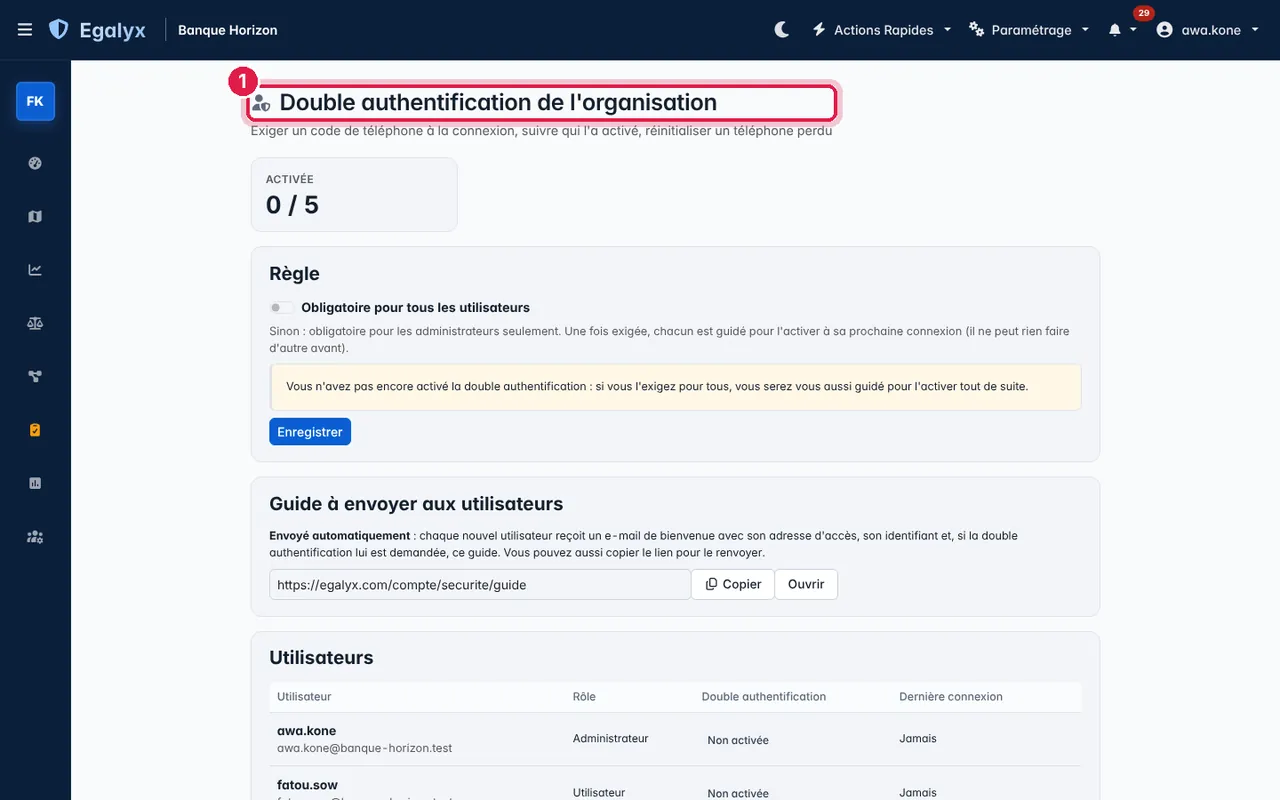 Egalyx
Banque Horizon
Actions Rapides
Paramétrage
29
awa.kone
FK
1
Double authentification de l'organisation
Exiger un code de téléphone à la connexion, suivre qui l'a activé, réinitialiser un téléphone perdu
ACTIVÉE
0 / 5
Règle
Obligatoire pour tous les utilisateurs
Sinon : obligatoire pour les administrateurs seulement. Une fois exigée, chacun est guidé pour l'activer à sa prochaine connexion (il ne peut rien faire
d'autre avant).
Vous n'avez pas encore activé la double authentification : si vous l'exigez pour tous, vous serez vous aussi guidé pour l'activer tout de suite.
Enregistrer
Guide à envoyer aux utilisateurs
Envoyé automatiquement : chaque nouvel utilisateur reçoit un e-mail de bienvenue avec son adresse d'accès, son identifiant et, si la double
authentification lui est demandée, ce guide. Vous pouvez aussi copier le lien pour le renvoyer.
https://egalyx.com/compte/securite/guide
Copier
Ouvrir
Utilisateurs
Utilisateur Rôle Double authentification Dernière connexion
awa.kone
awa.kone@banque-horizon.test
Administrateur Non activée Jamais
fatou.sow
Utilisateur Non activée Jamais